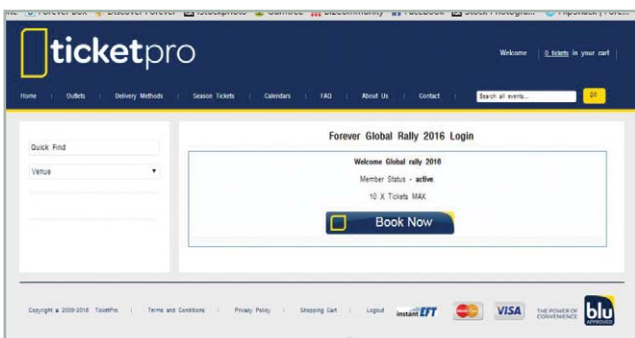 Discover Forever
iStockphoto
Gumtree
Bizcommunity
Facebook
ticketpro
Welcome | 0 tickets in your cart |
Home | Outlets | Delivery Methods | Season Tickets | Calendars | FAQ | About Us | Contact | Search all events... GO
Forever Global Rally 2016 Login
Quick Find
Welcome Global rally 2016
Venue
Member Status - active.
10 X Tickets MAX
Book Now
Copyright © 2009-2016 TicketPro | Terms and Conditions | Privacy Policy | Shopping Cart | Logout instant EFT MasterCard VISA THE POWER OF CONVENIENCE blu APPROVED